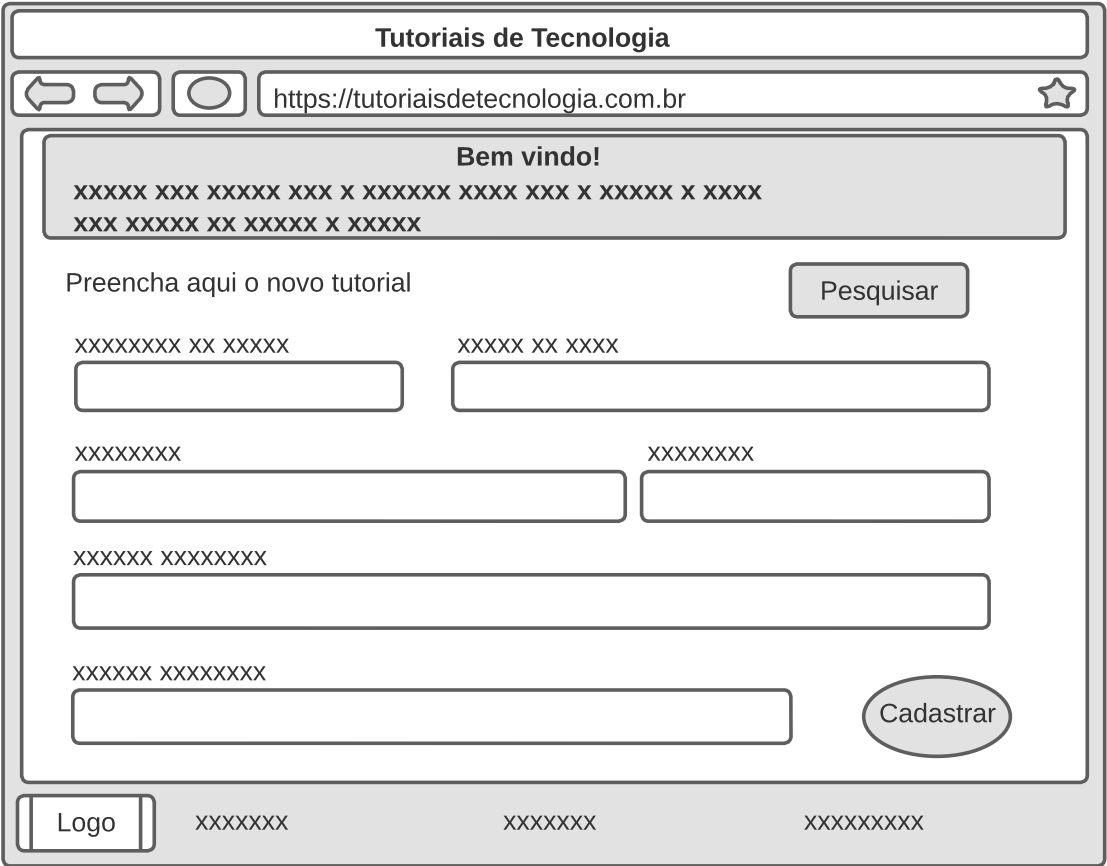 Tutoriais de Tecnologia
https://tutoriaisdetecnologia.com.br
Bem vindo!
xxxxx xxx xxxxx xxx x xxxxxx xxxx xxx x xxxxx x xxxx
xxx xxxxx xx xxxxx x xxxxx
Preencha aqui o novo tutorial
Pesquisar
xxxxxxxx xx xxxxx
xxxxx xx xxxx
xxxxxxxx
xxxxxxxx
xxxxxx xxxxxxxx
xxxxxx xxxxxxxx
Cadastrar
Logo
xxxxxxx
xxxxxxx
xxxxxxxxx